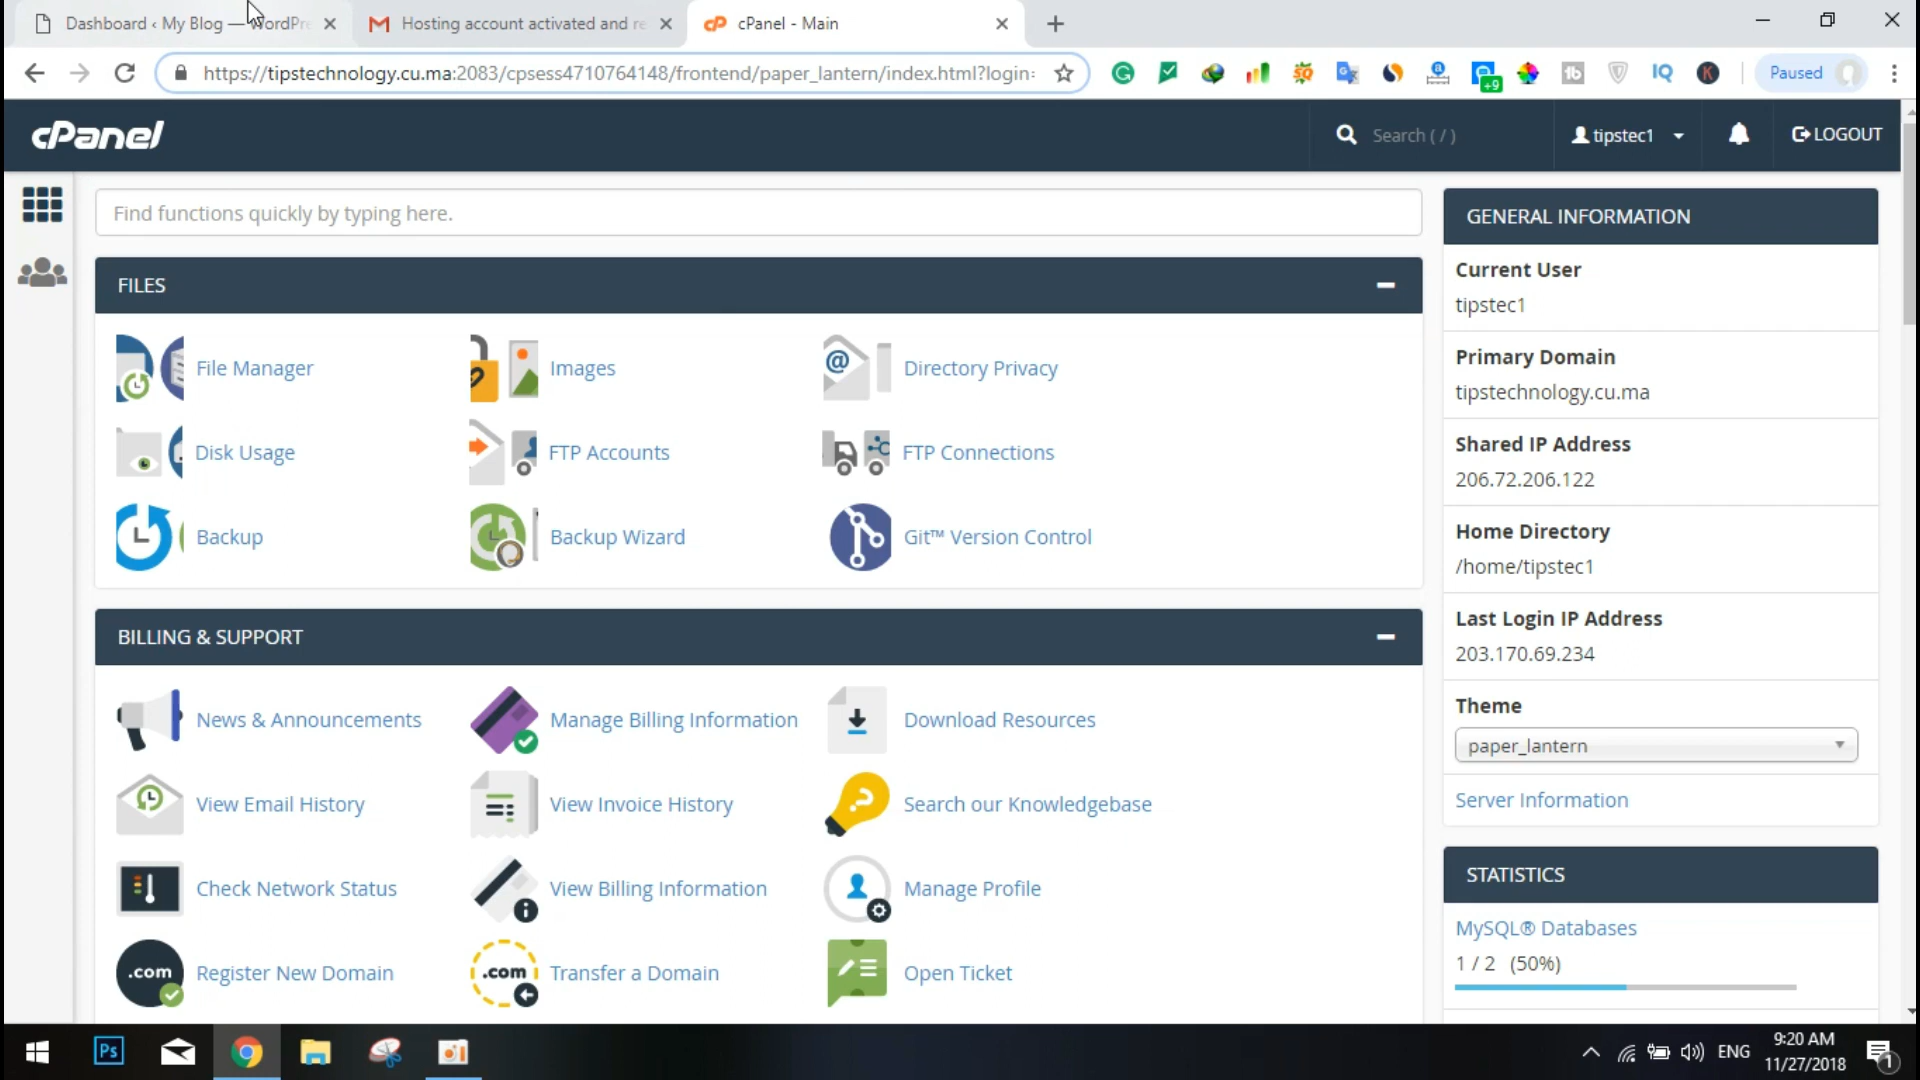 Dashboard ‹ My Blog — WordPre
Hosting account activated and re
cPanel - Main
https://tipstechnology.cu.ma:2083/cpsess4710764148/frontend/paper_lantern/index.html?login:
+9
IQ
K
Paused
cPanel
Search ( / )
tipstec1
LOGOUT
Find functions quickly by typing here.
FILES
File Manager
Images
Directory Privacy
Disk Usage
FTP Accounts
FTP Connections
Backup
Backup Wizard
Git™ Version Control
BILLING & SUPPORT
News & Announcements
Manage Billing Information
Download Resources
View Email History
View Invoice History
Search our Knowledgebase
Check Network Status
View Billing Information
Manage Profile
.com
Register New Domain
.com
Transfer a Domain
Open Ticket
GENERAL INFORMATION
Current User
tipstec1
Primary Domain
tipstechnology.cu.ma
Shared IP Address
206.72.206.122
Home Directory
/home/tipstec1
Last Login IP Address
203.170.69.234
Theme
paper_lantern
Server Information
STATISTICS
MySQL® Databases
1 / 2 (50%)
Ps
ENG
9:20 AM
11/27/2018
1